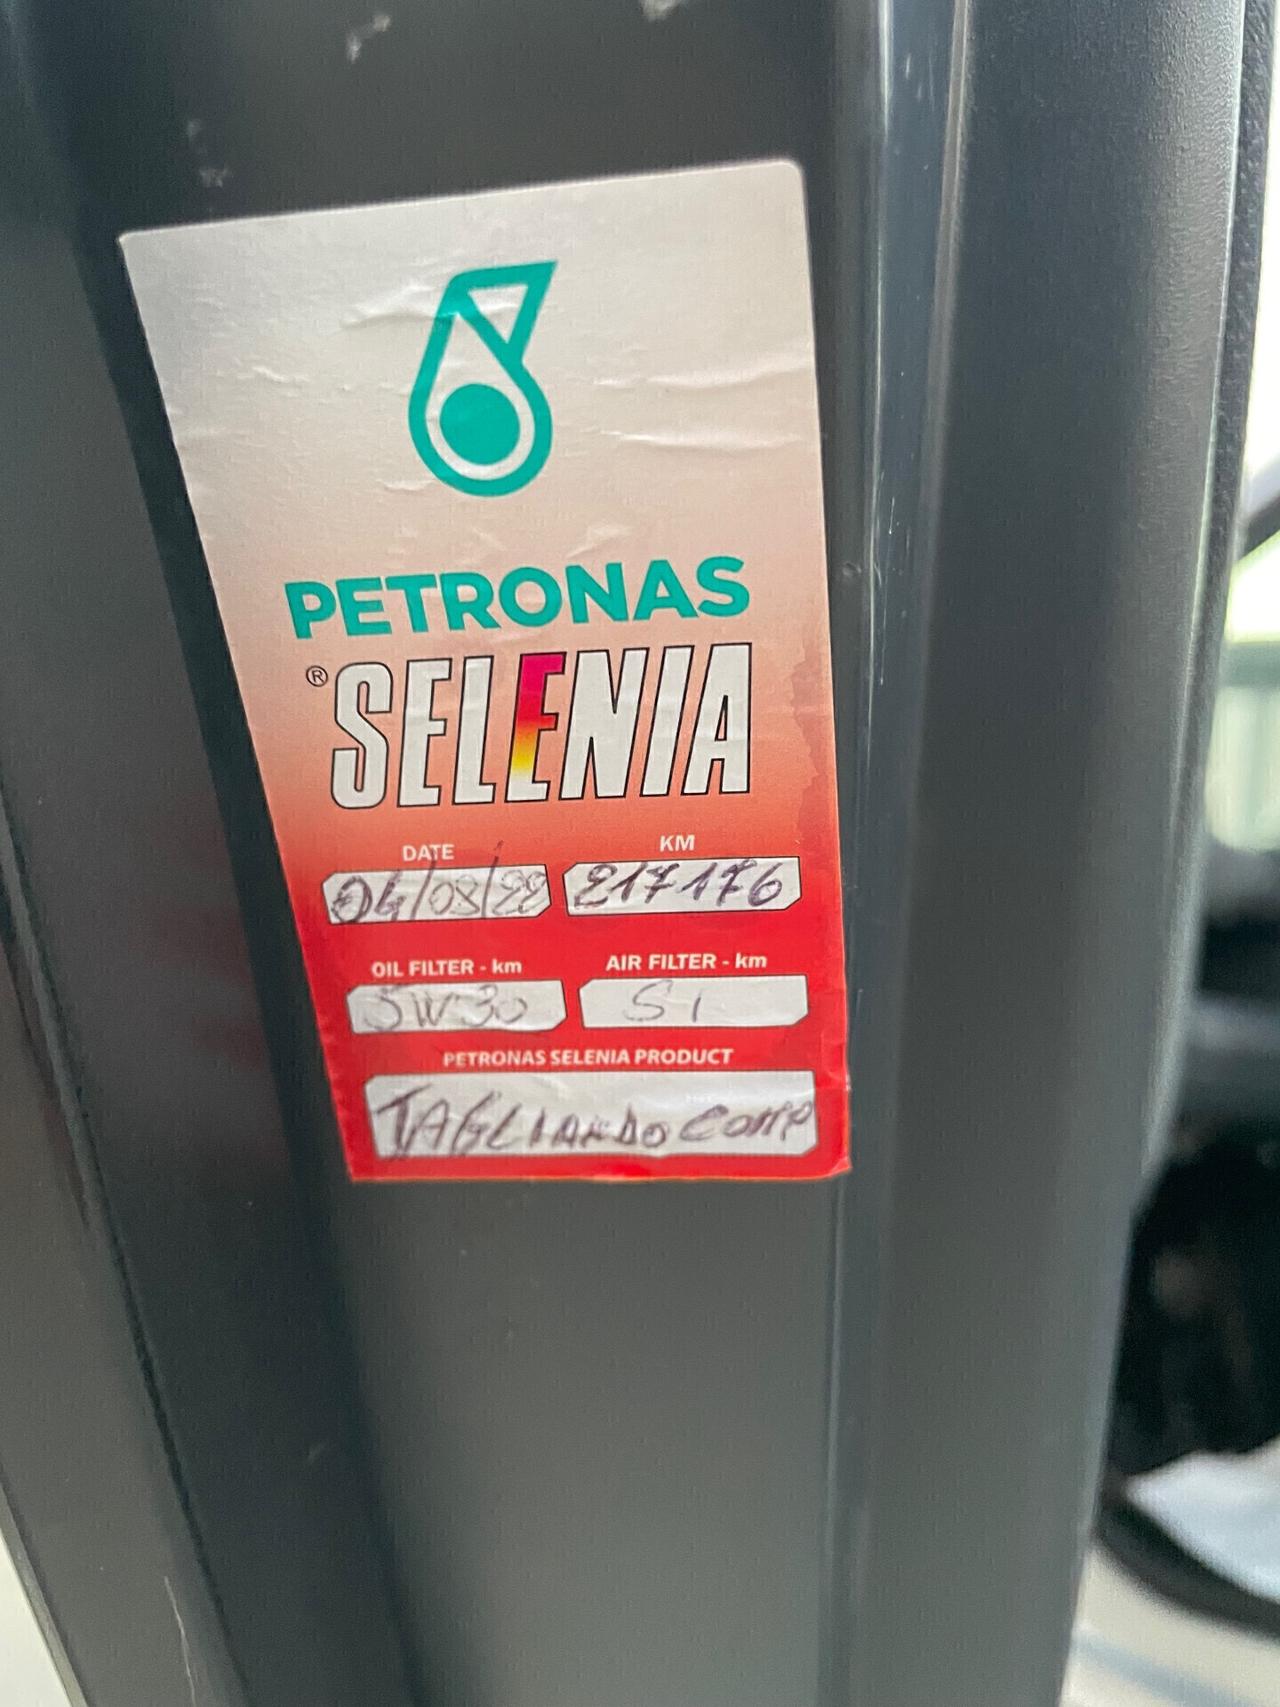 PETRONAS
® SELENIA
DATE KM
04/08/22 217176
OIL FILTER - km AIR FILTER - km
5W30 SI
PETRONAS SELENIA PRODUCT
TAGLIANDO COMP